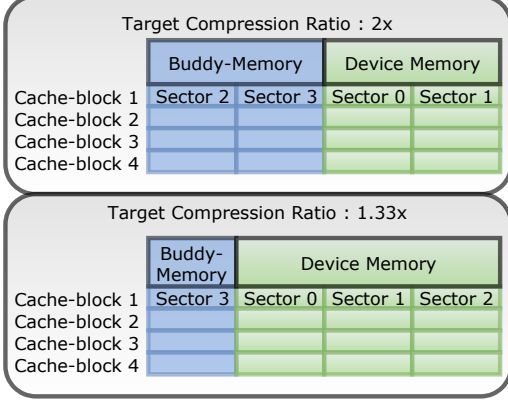 Target Compression Ratio : 2x
Buddy-Memory Device Memory
Cache-block 1 Sector 2 Sector 3 Sector 0 Sector 1
Cache-block 2
Cache-block 3
Cache-block 4
Target Compression Ratio : 1.33x
Buddy-
Memory
Device Memory
Cache-block 1 Sector 3 Sector 0 Sector 1 Sector 2
Cache-block 2
Cache-block 3
Cache-block 4